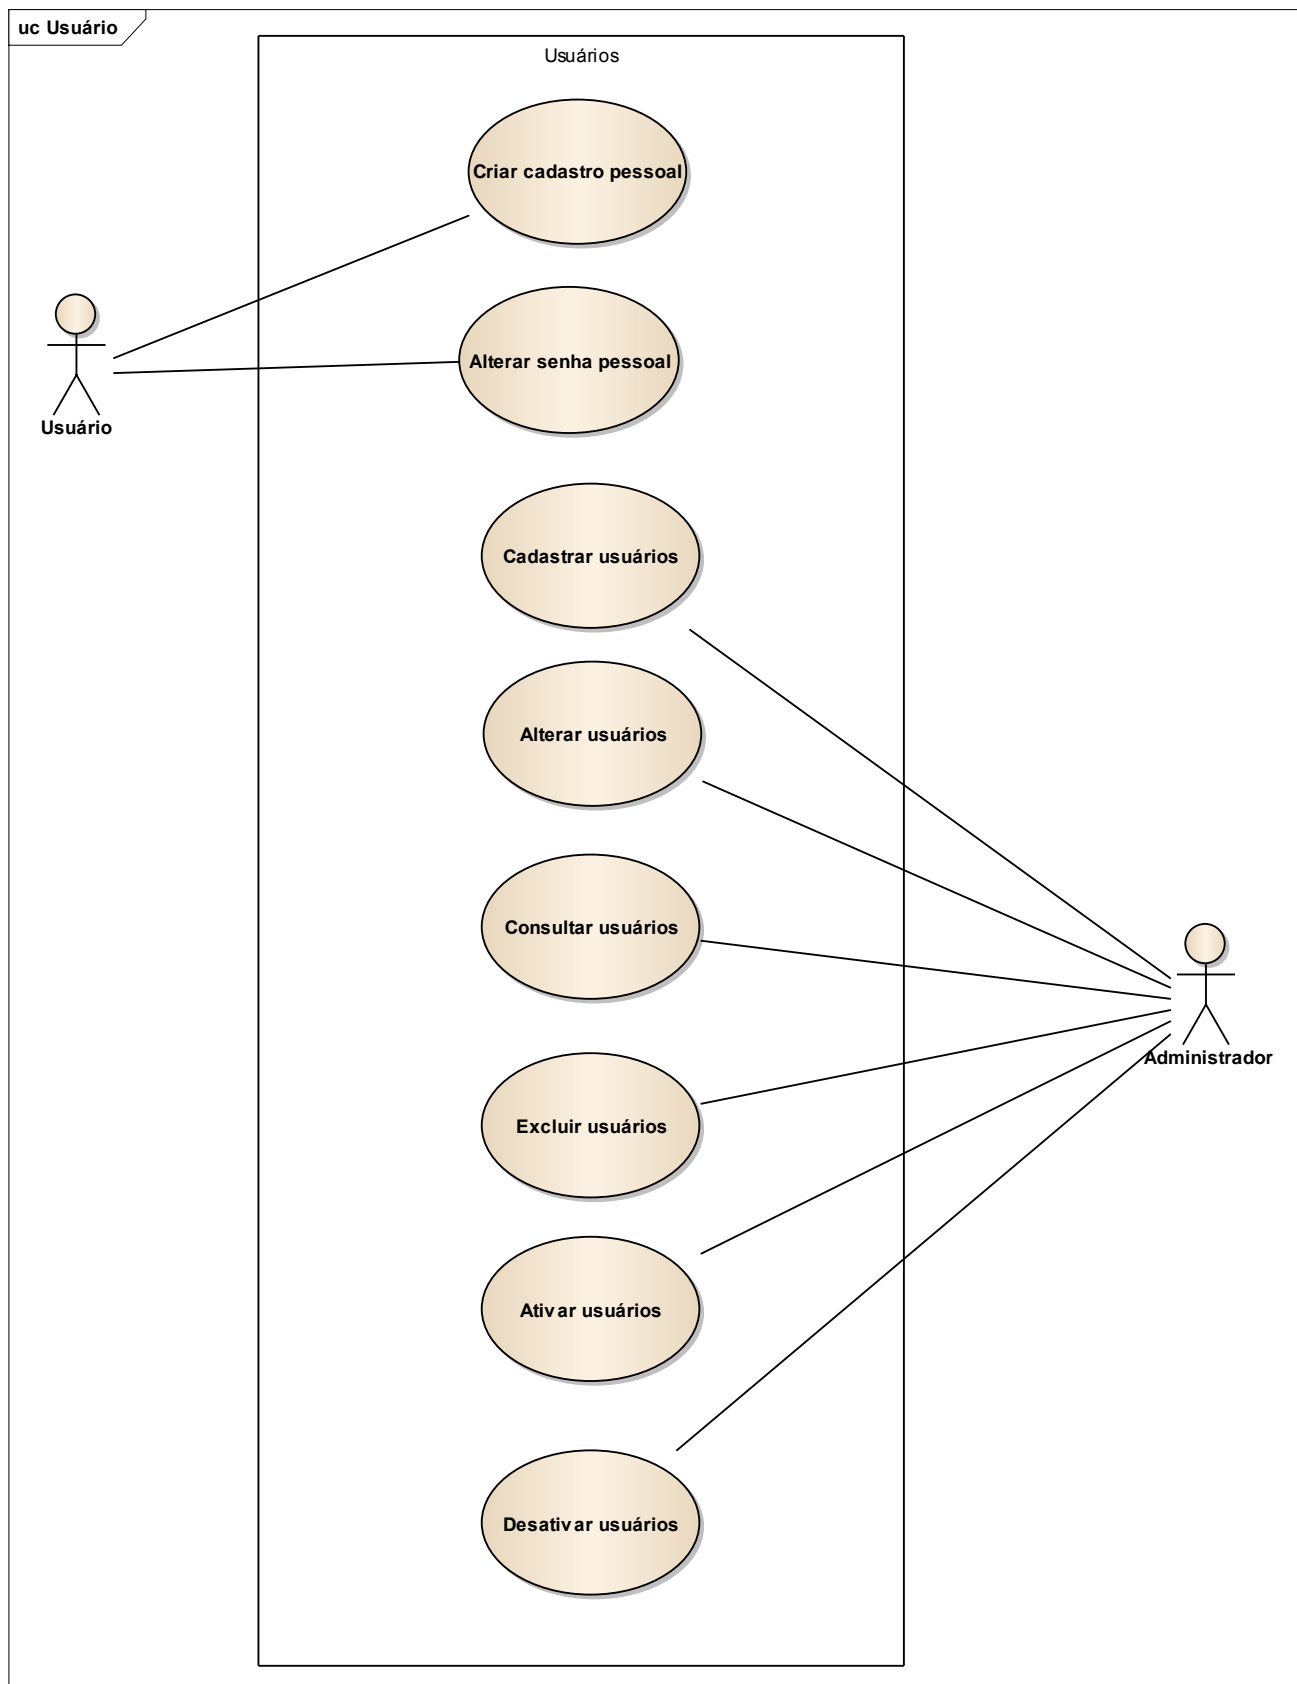 uc Usuário
Usuários
Criar cadastro pessoal
Alterar senha pessoal
Usuário
Cadastrar usuários
Alterar usuários
Consultar usuários
Administrador
Excluir usuários
Ativar usuários
Desativar usuários